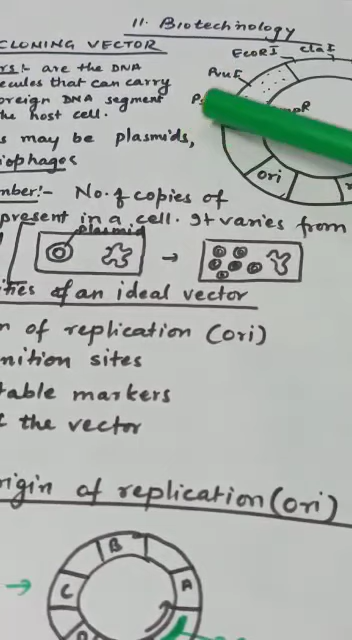 11. Biotechnology
CLONING VECTOR
EcoRI ClaI
rs:- are the DNA
PvuI
ecules that can carry
oreign DNA segment
the host cell.
s may be plasmids,
iophages
ori
mber:- No. of copies of
present in a cell. It varies from
plasmid
ities of an ideal vector
n of replication (ori)
nition sites
table markers
f the vector
rigin of replication (ori)
B
C
A